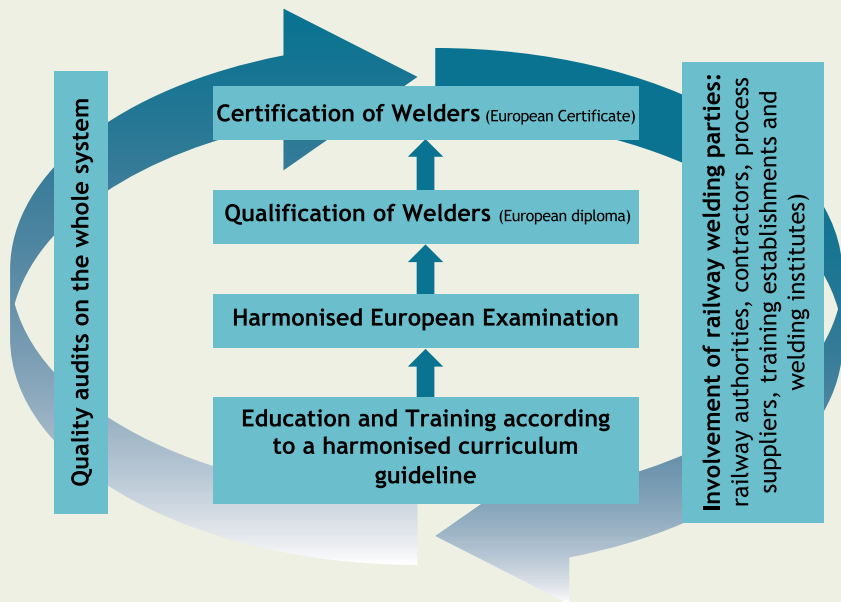 Quality audits on the whole system
Certification of Welders (European Certificate)
Qualification of Welders (European diploma)
Harmonised European Examination
Education and Training according
to a harmonised curriculum
guideline
Involvement of railway welding parties:
railway authorities, contractors, process
suppliers, training establishments and
welding institutes)